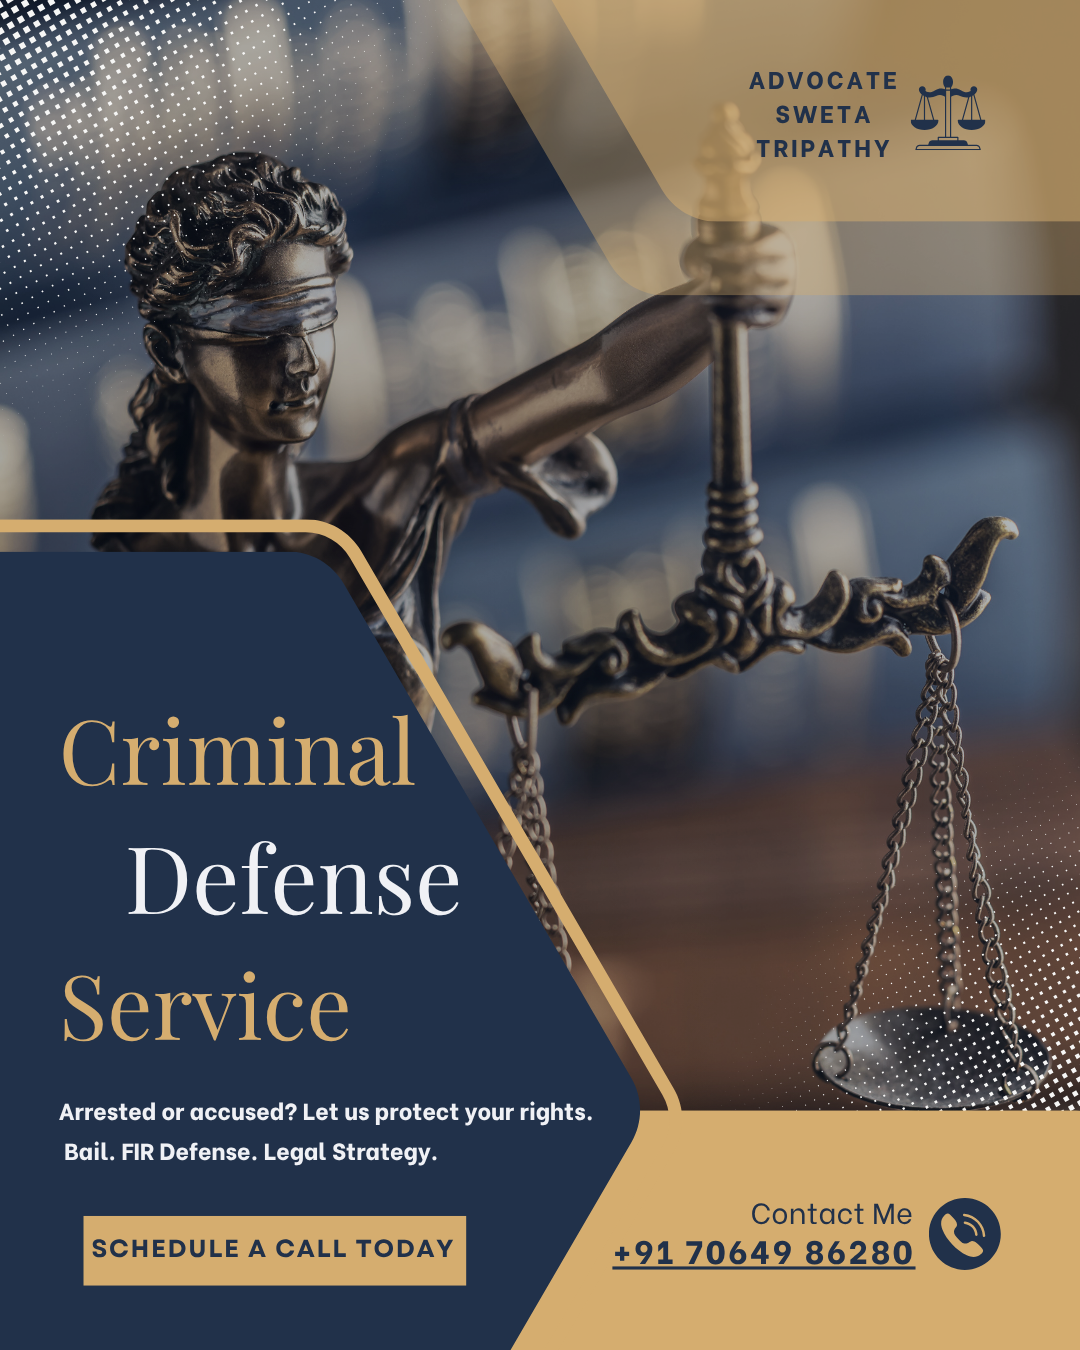 ADVOCATE
SWETA
TRIPATHY
Criminal
Defense
Service
Arrested or accused? Let us protect your rights.
Bail. FIR Defense. Legal Strategy.
SCHEDULE A CALL TODAY
Contact Me
+91 70649 86280